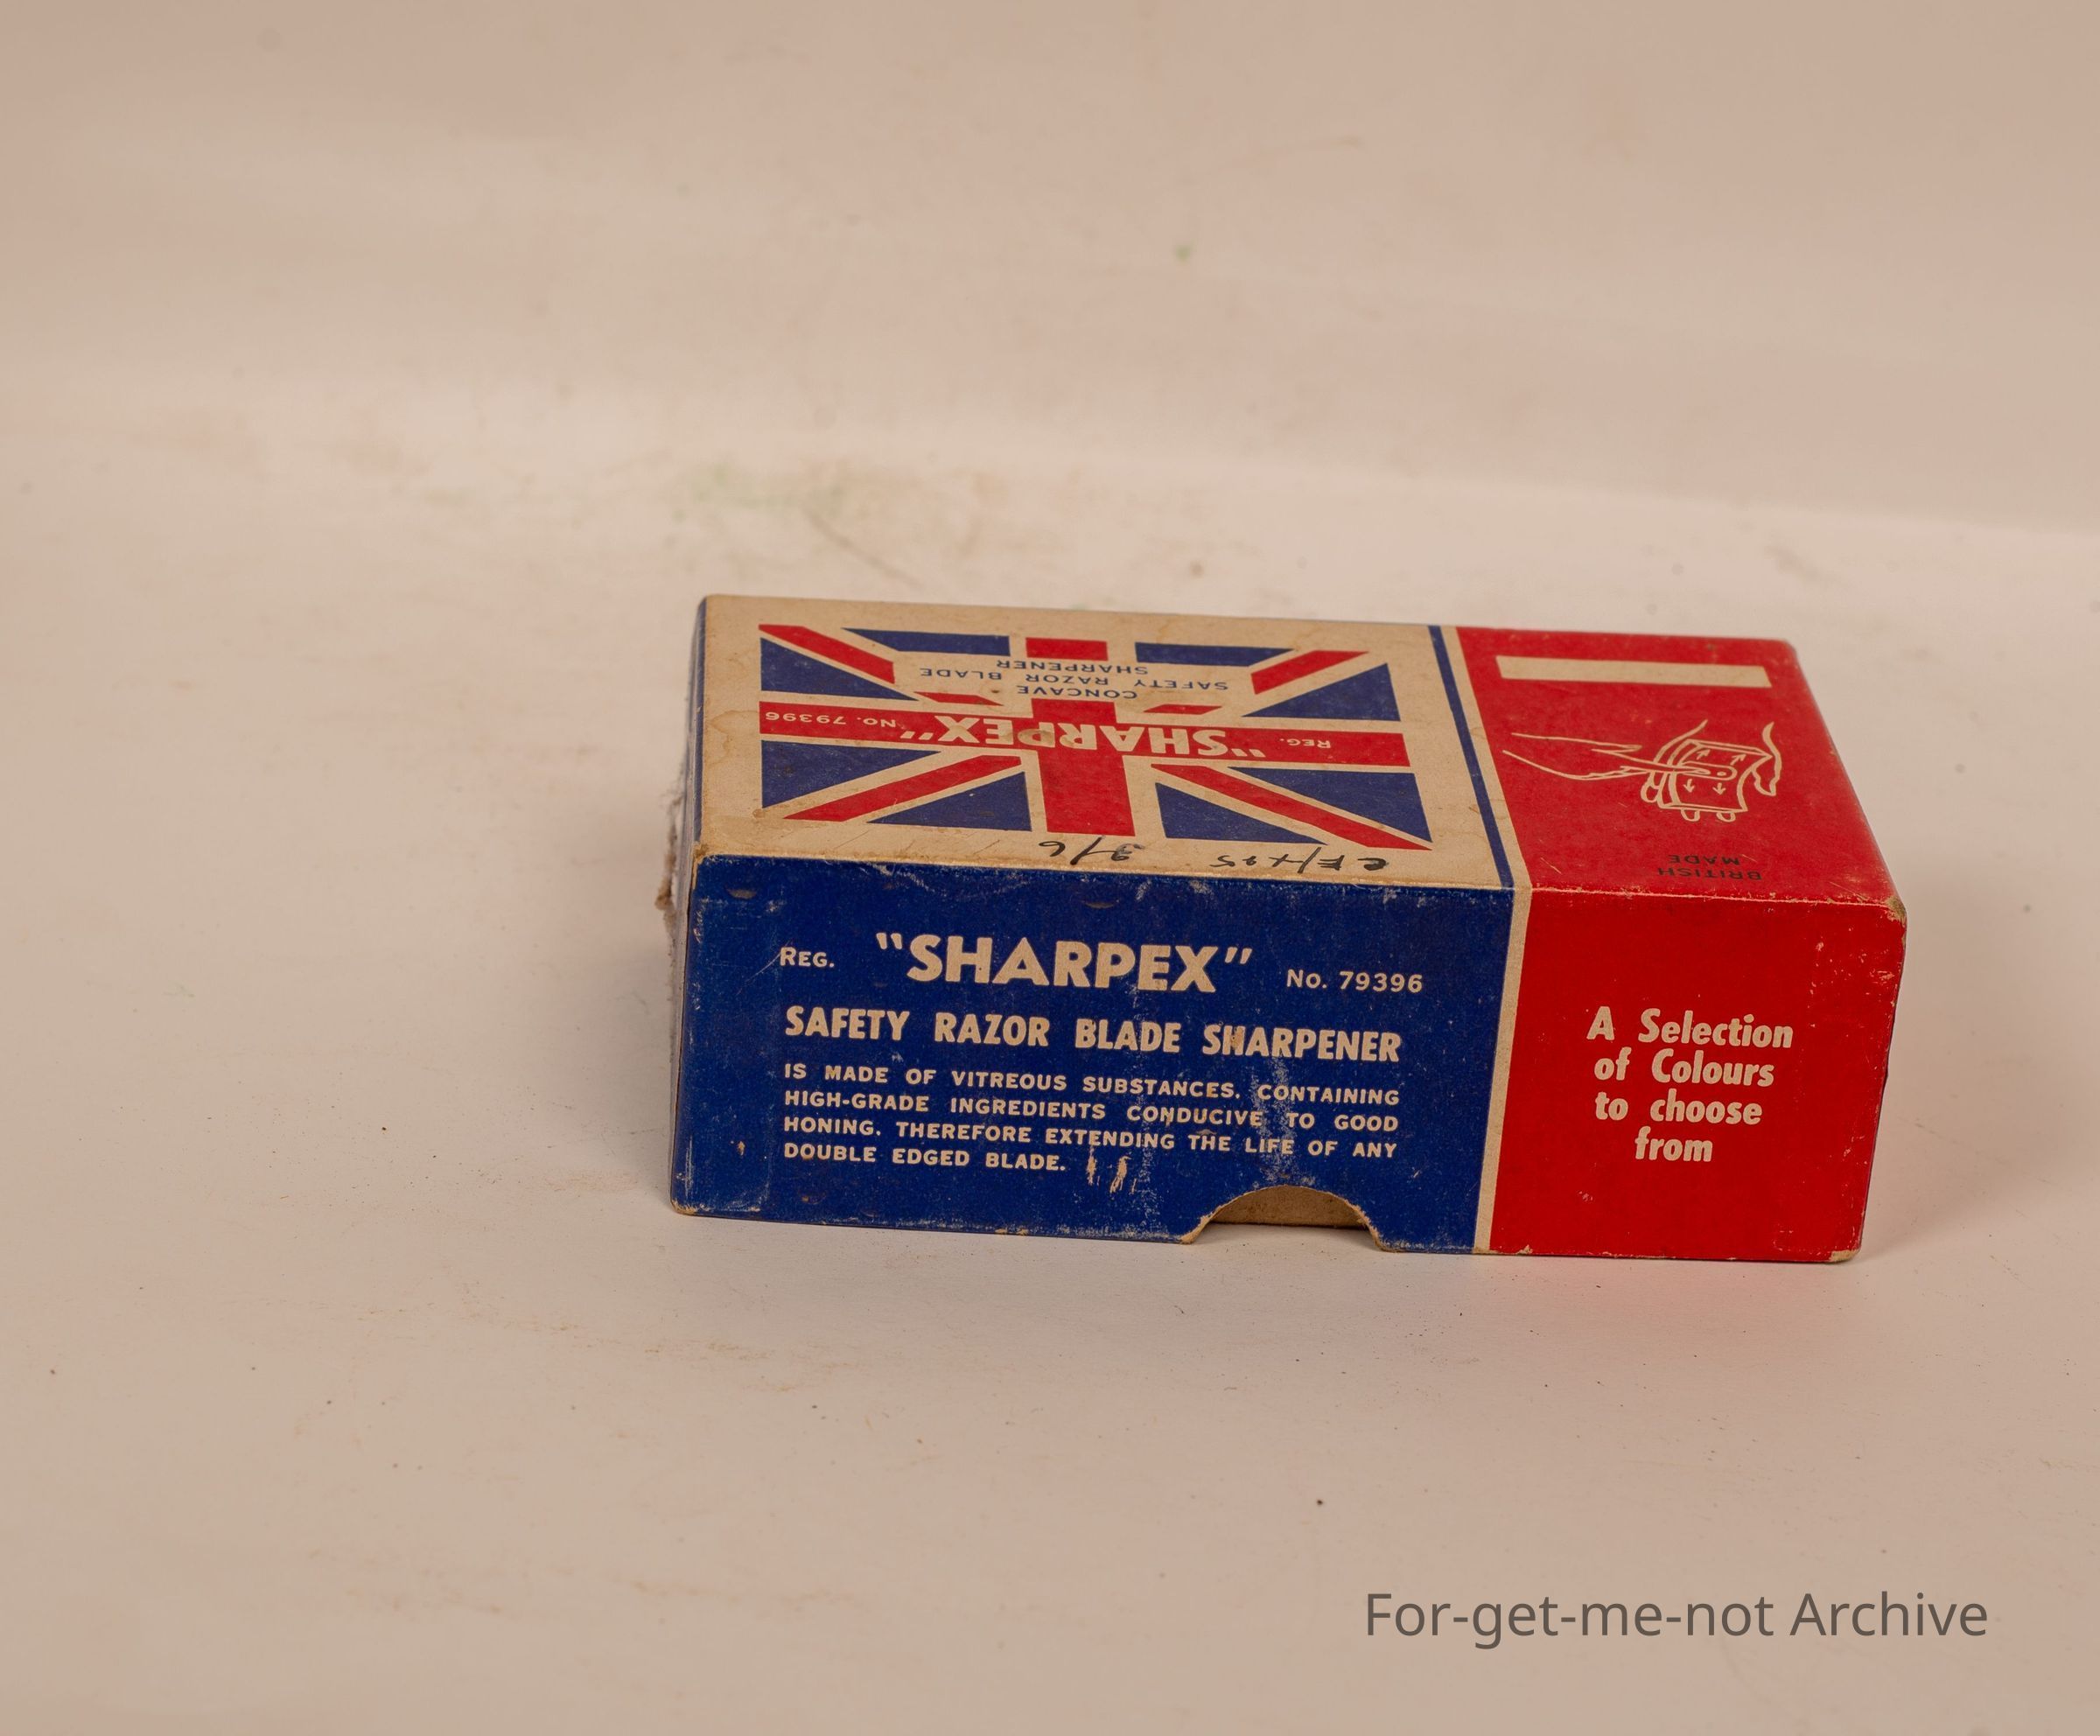 CONCAVE
SAFETY RAZOR BLADE
SHARPENER
REG. "SHARPEX" No. 79396
3/6
BRITISH
MADE
REG. "SHARPEX" No. 79396
SAFETY RAZOR BLADE SHARPENER
IS MADE OF VITREOUS SUBSTANCES. CONTAINING
HIGH-GRADE INGREDIENTS CONDUCIVE TO GOOD
HONING. THEREFORE EXTENDING THE LIFE OF ANY
DOUBLE EDGED BLADE.
A Selection
of Colours
to choose
from
For-get-me-not Archive